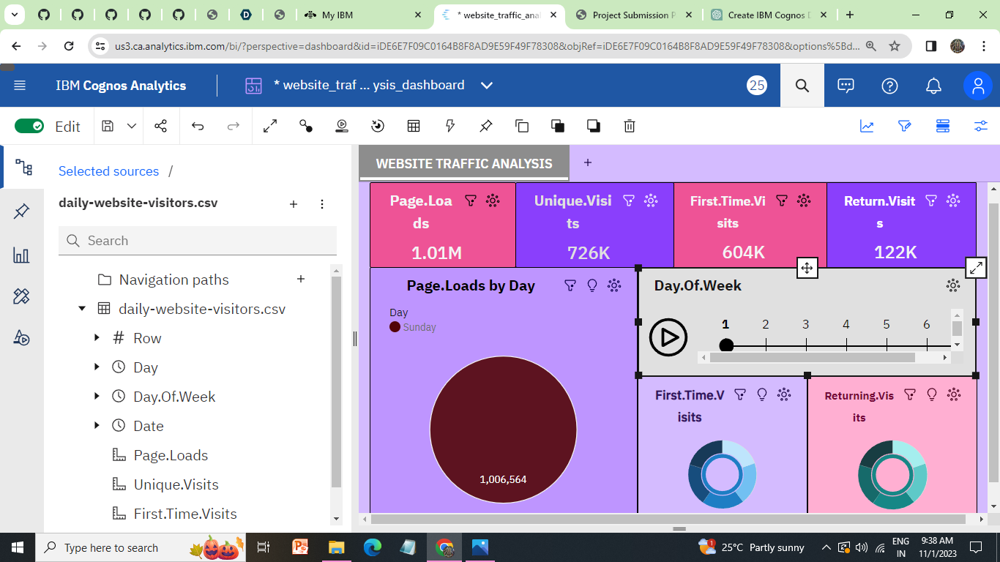 My IBM
* website_traffic_anal
Project Submission P
Create IBM Cognos D
us3.ca.analytics.ibm.com/bi/?perspective=dashboard&id=iDE6E7F09C0164B8F8AD9E59F49F78308&objRef=iDE6E7F09C0164B8F8AD9E59F49F78308&options%5Bd...
IBM Cognos Analytics
* website_traf ... ysis_dashboard
25
Edit
Selected sources /
daily-website-visitors.csv
Search
Navigation paths
daily-website-visitors.csv
Row
Day
Day.Of.Week
Date
Page.Loads
Unique.Visits
First.Time.Visits
WEBSITE TRAFFIC ANALYSIS
Page.Loa
ds
1.01M
Unique.Visi
ts
726K
First.Time.Vi
sits
604K
Return.Visit
s
122K
Page.Loads by Day
Day
Sunday
1,006,564
Day.Of.Week
1 2 3 4 5 6
First.Time.V
isits
Returning.Vis
its
Type here to search
25°C Partly sunny
ENG
IN
9:38 AM
11/1/2023